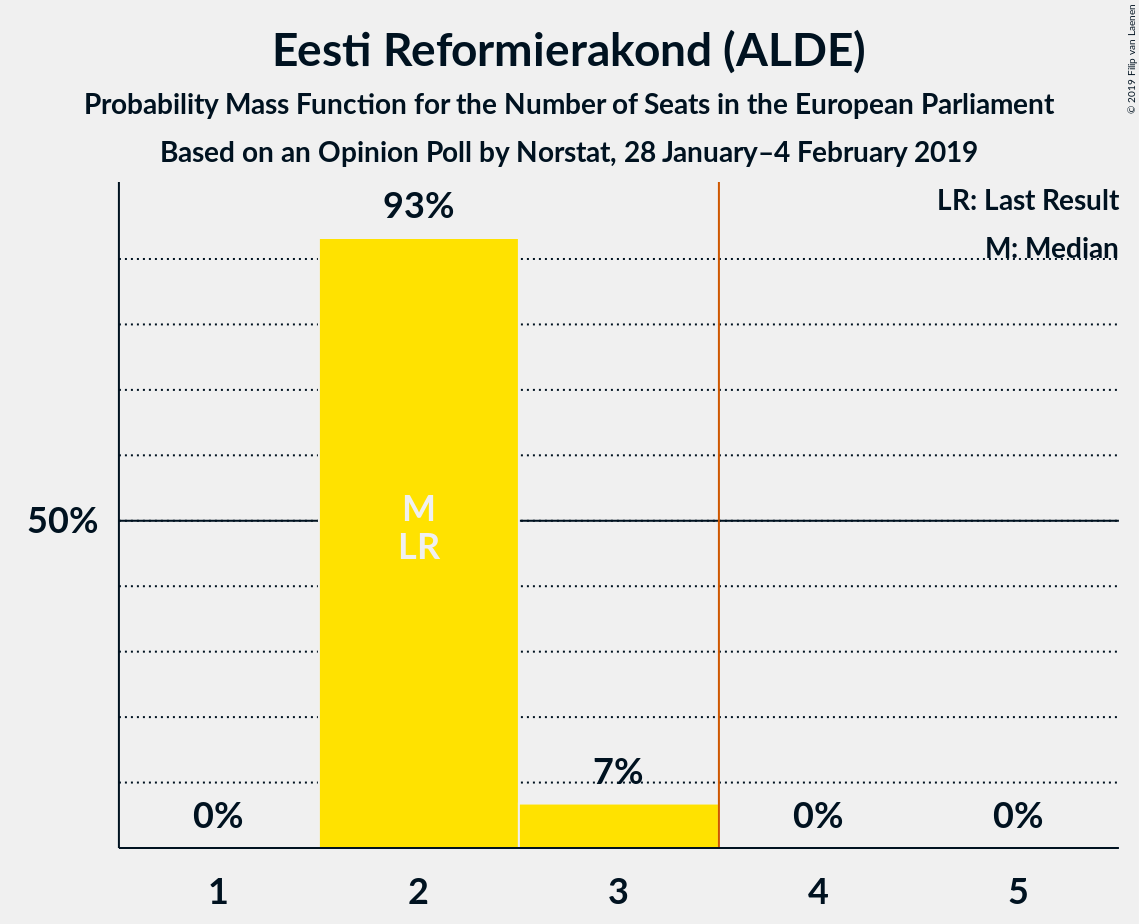 Eesti Reformierakond (ALDE)
Probability Mass Function for the Number of Seats in the European Parliament
Based on an Opinion Poll by Norstat, 28 January–4 February 2019
© 2019 Filip van Laenen
LR: Last Result
M: Median
93%
50%
M
LR
7%
0%
0%
0%
1
2
3
4
5